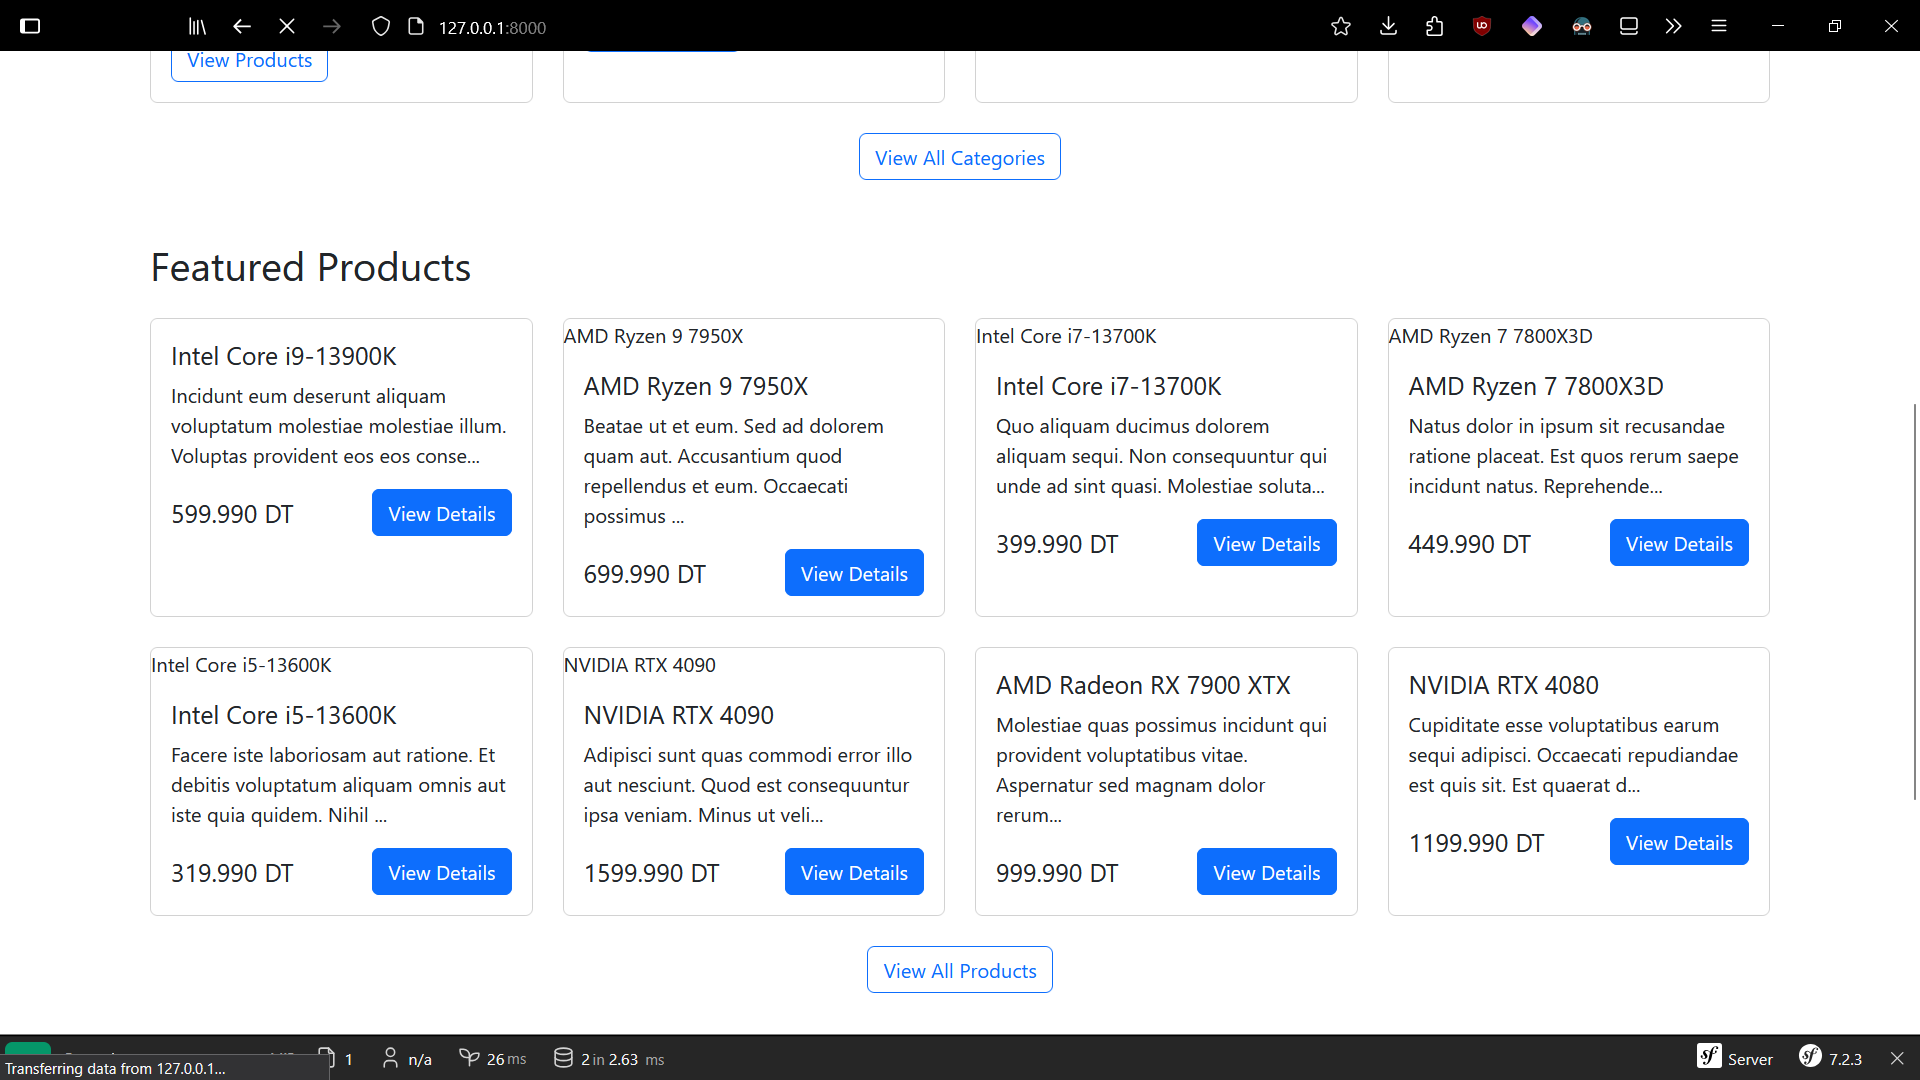 127.0.0.1:8000
View Products
View All Categories
Featured Products
Intel Core i9-13900K
Incidunt eum deserunt aliquam
voluptatum molestiae molestiae illum.
Voluptas provident eos eos conse...
599.990 DT
View Details
AMD Ryzen 9 7950X
AMD Ryzen 9 7950X
Beatae ut et eum. Sed ad dolorem
quam aut. Accusantium quod
repellendus et eum. Occaecati
possimus ...
699.990 DT
View Details
Intel Core i7-13700K
Intel Core i7-13700K
Quo aliquam ducimus dolorem
aliquam sequi. Non consequuntur qui
unde ad sint quasi. Molestiae soluta...
399.990 DT
View Details
AMD Ryzen 7 7800X3D
AMD Ryzen 7 7800X3D
Natus dolor in ipsum sit recusandae
ratione placeat. Est quos rerum saepe
incidunt natus. Reprehende...
449.990 DT
View Details
Intel Core i5-13600K
Intel Core i5-13600K
Facere iste laboriosam aut ratione. Et
debitis voluptatum aliquam omnis aut
iste quia quidem. Nihil ...
319.990 DT
View Details
NVIDIA RTX 4090
NVIDIA RTX 4090
Adipisci sunt quas commodi error illo
aut nesciunt. Quod est consequuntur
ipsa veniam. Minus ut veli...
1599.990 DT
View Details
AMD Radeon RX 7900 XTX
Molestiae quas possimus incidunt qui
provident voluptatibus vitae.
Aspernatur sed magnam dolor
rerum...
999.990 DT
View Details
NVIDIA RTX 4080
Cupiditate esse voluptatibus earum
sequi adipisci. Occaecati repudiandae
est quis sit. Est quaerat d...
1199.990 DT
View Details
View All Products
1
n/a
26 ms
2 in 2.63 ms
sf Server
sf 7.2.3
Transferring data from 127.0.0.1...